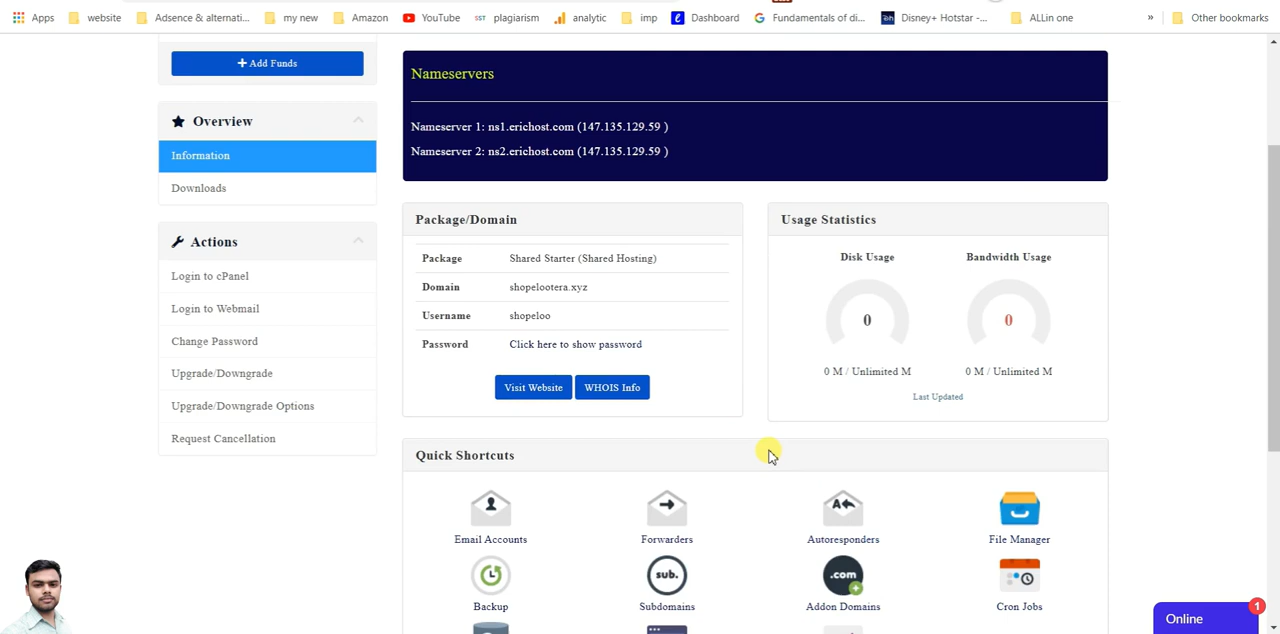 Apps website Adsence & alternati... my new Amazon YouTube SST plagiarism analytic imp Dashboard Fundamentals of di... Disney+ Hotstar -... ALLin one » Other bookmarks
+ Add Funds
Overview
Information
Downloads
Actions
Login to cPanel
Login to Webmail
Change Password
Upgrade/Downgrade
Upgrade/Downgrade Options
Request Cancellation
Nameservers
Nameserver 1: ns1.erichost.com (147.135.129.59 )
Nameserver 2: ns2.erichost.com (147.135.129.59 )
Package/Domain
Package Shared Starter (Shared Hosting)
Domain shopelootera.xyz
Username shopeloo
Password Click here to show password
Visit Website WHOIS Info
Usage Statistics
Disk Usage Bandwidth Usage
0 0
0 M / Unlimited M 0 M / Unlimited M
Last Updated
Quick Shortcuts
A
Email Accounts Forwarders Autoresponders File Manager
sub. .com
Backup Subdomains Addon Domains Cron Jobs
Online 1